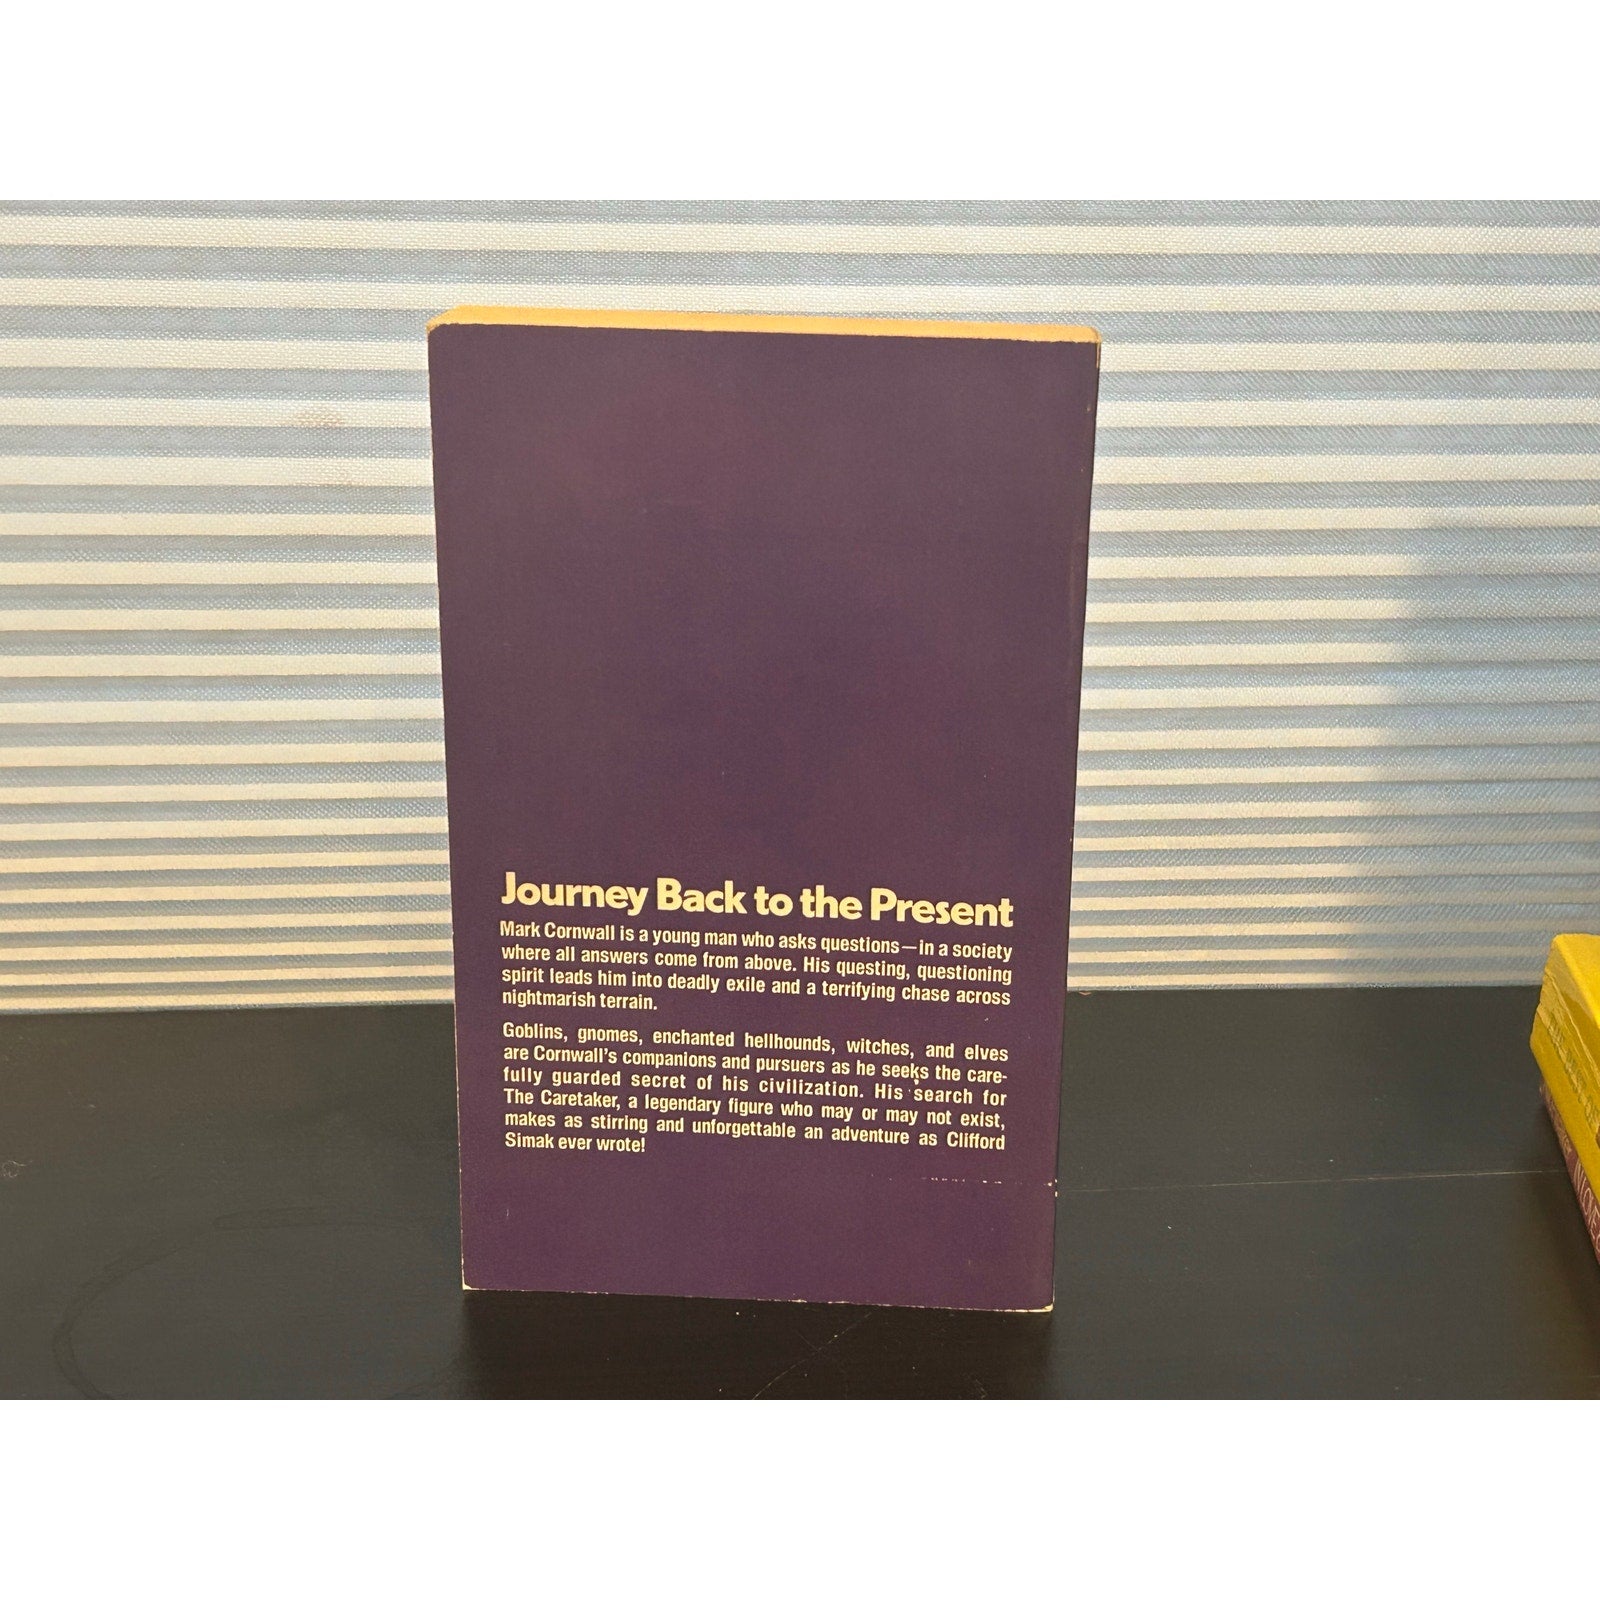 Journey Back to the Present
Mark Cornwall is a young man who asks questions—in a society
where all answers come from above. His questing, questioning
spirit leads him into deadly exile and a terrifying chase across
nightmarish terrain.
Goblins, gnomes, enchanted hellhounds, witches, and elves
are Cornwall's companions and pursuers as he seeks the care-
fully guarded secret of his civilization. His search for
The Caretaker, a legendary figure who may or may not exist,
makes as stirring and unforgettable an adventure as Clifford
Simak ever wrote!